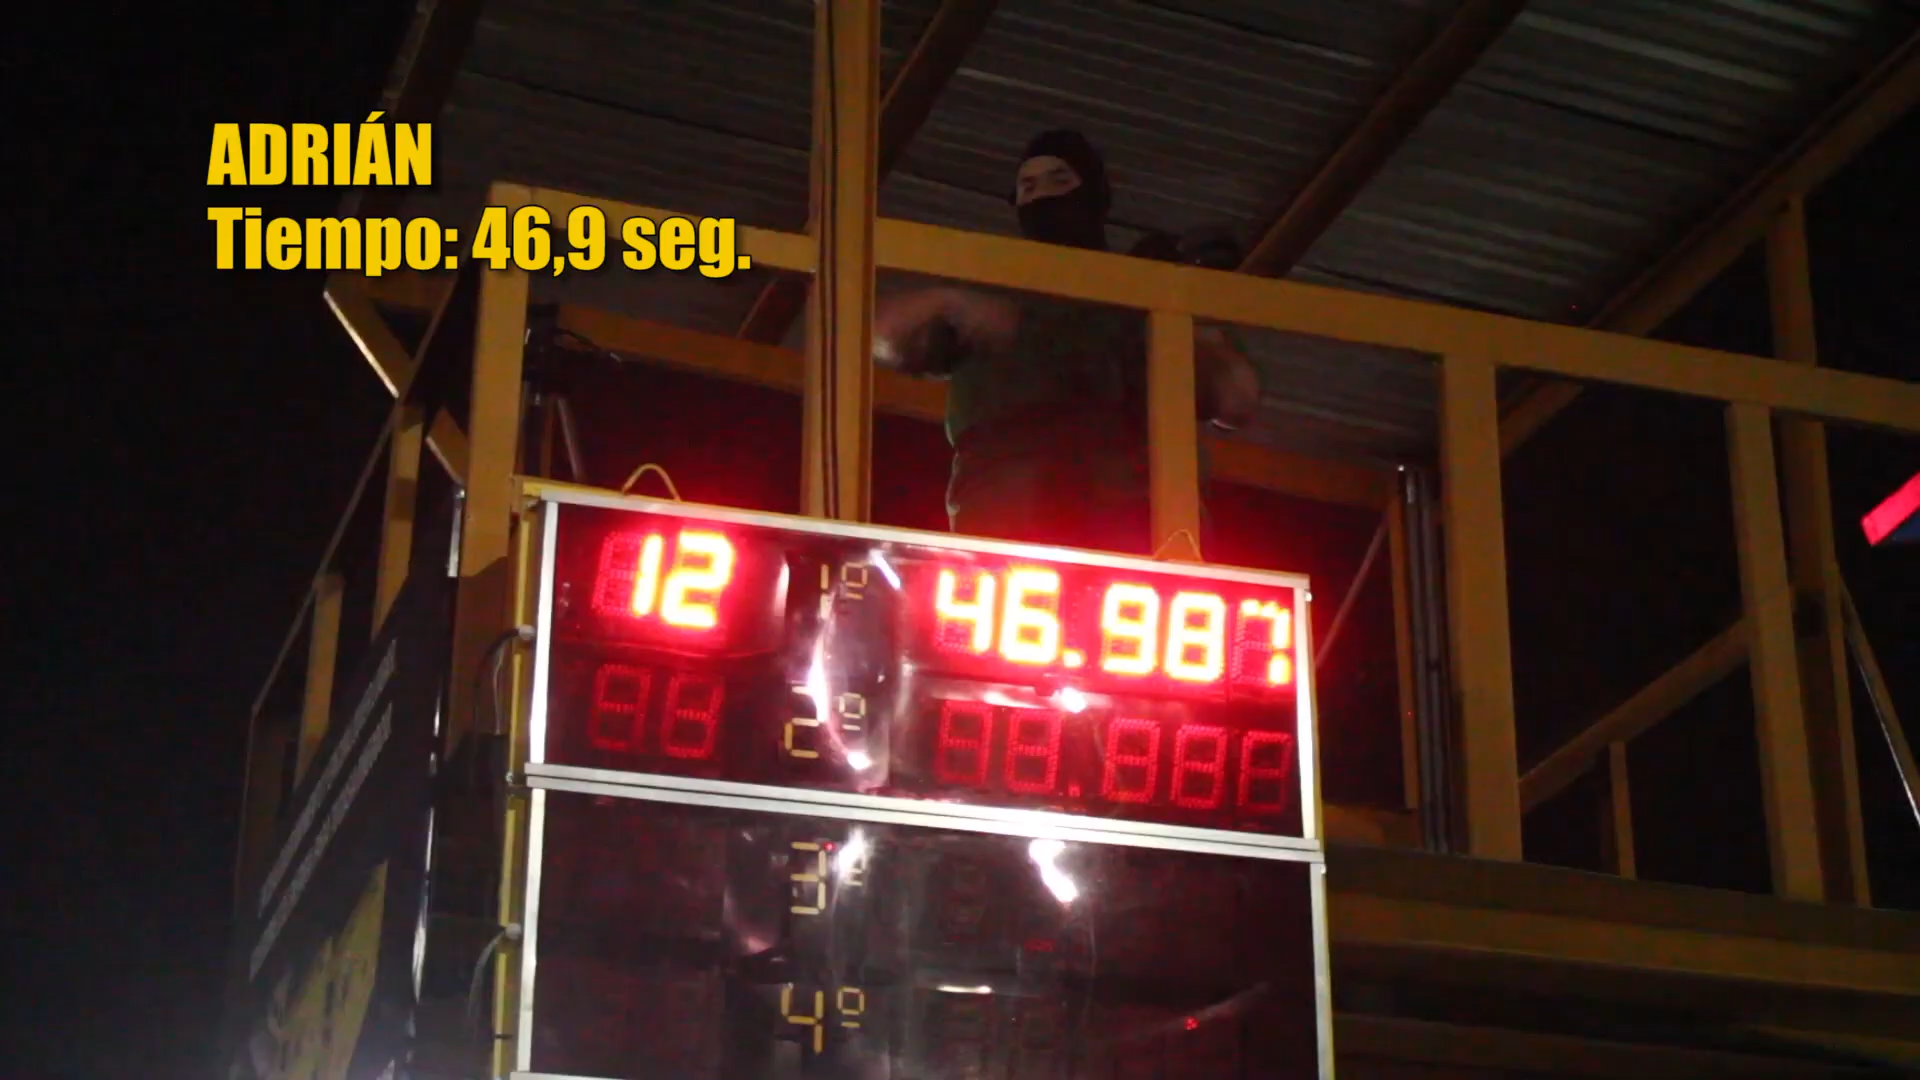 ADRIÁN
Tiempo: 46,9 seg.
12 1º 46.987
2º
3º
4º